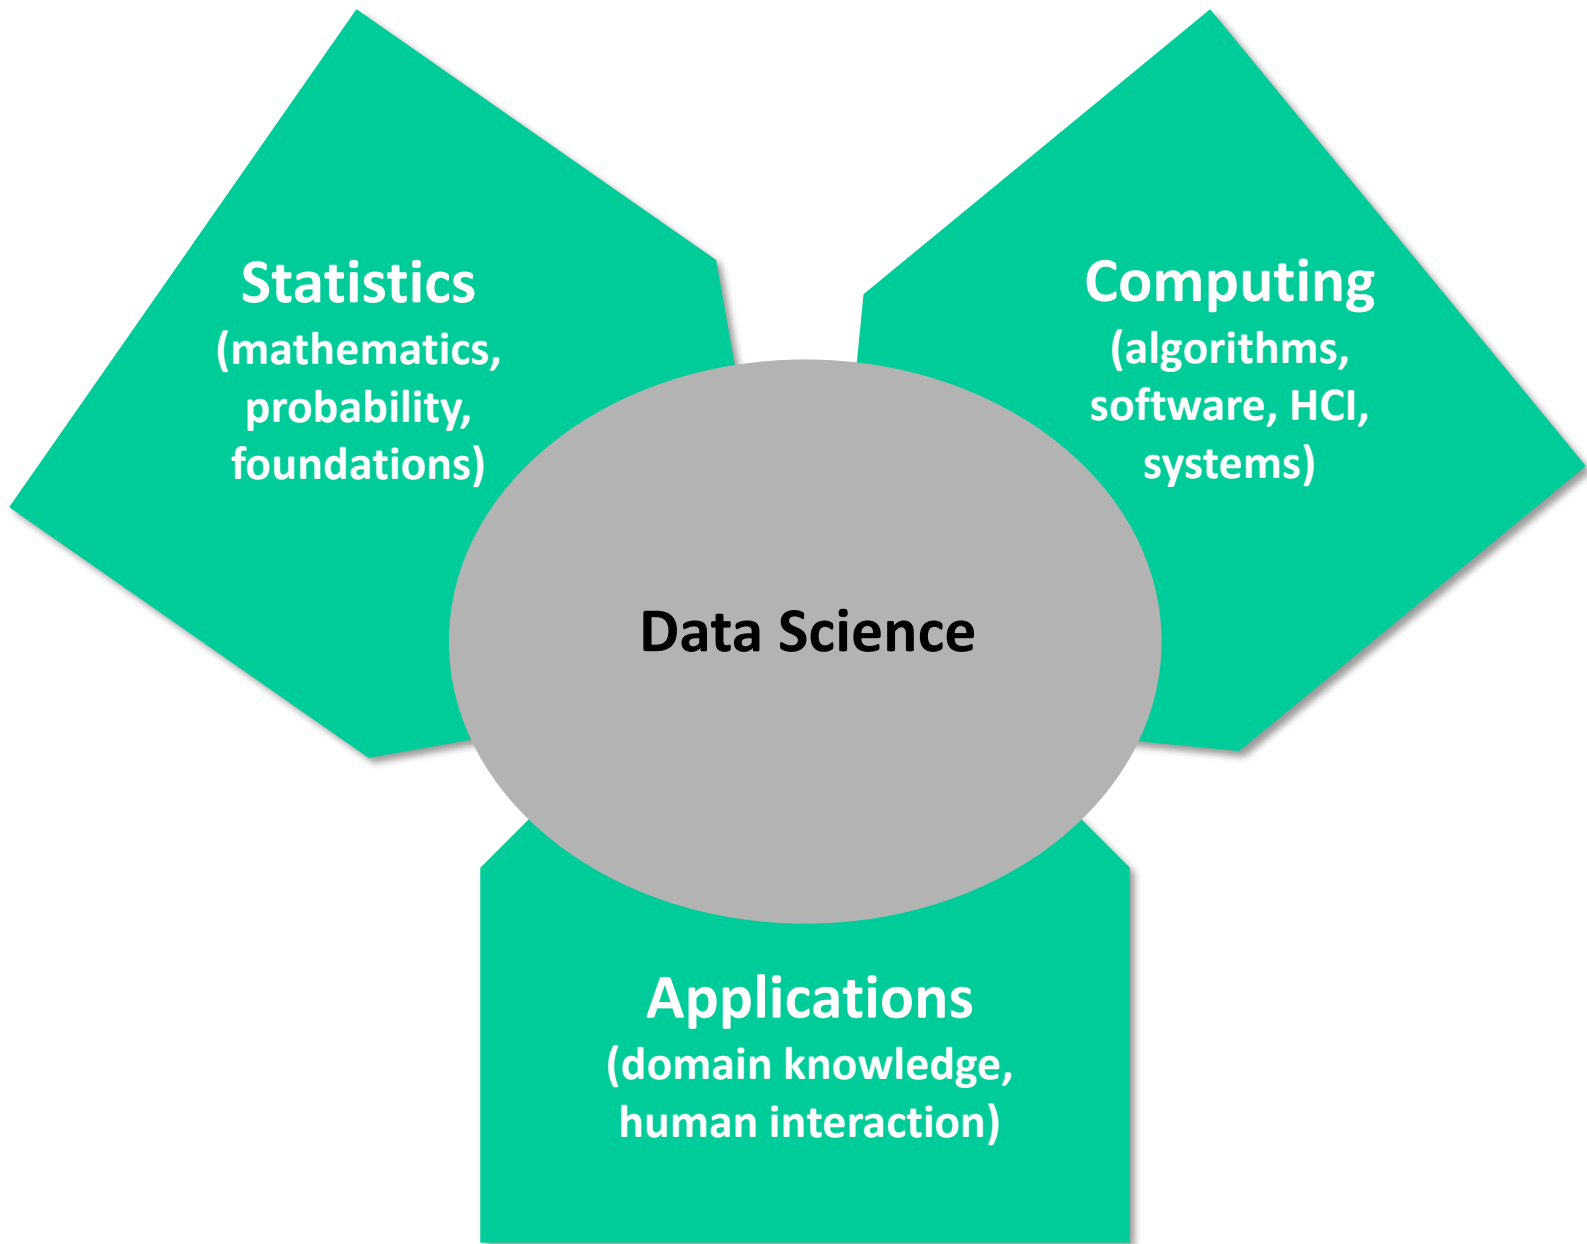 Statistics
(mathematics,
probability,
foundations)
Computing
(algorithms,
software, HCI,
systems)
Data Science
Applications
(domain knowledge,
human interaction)